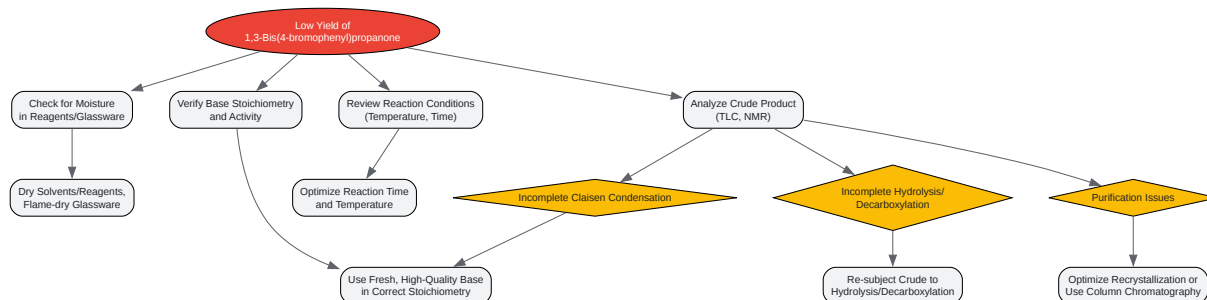 Low Yield of
1,3-Bis(4-bromophenyl)propanone
Check for Moisture
in Reagents/Glassware
Verify Base Stoichiometry
and Activity
Review Reaction Conditions
(Temperature, Time)
Analyze Crude Product
(TLC, NMR)
Dry Solvents/Reagents,
Flame-dry Glassware
Optimize Reaction Time
and Temperature
Incomplete Claisen Condensation
Incomplete Hydrolysis/
Decarboxylation
Purification Issues
Use Fresh, High-Quality Base
in Correct Stoichiometry
Re-subject Crude to
Hydrolysis/Decarboxylation
Optimize Recrystallization or
Use Column Chromatography